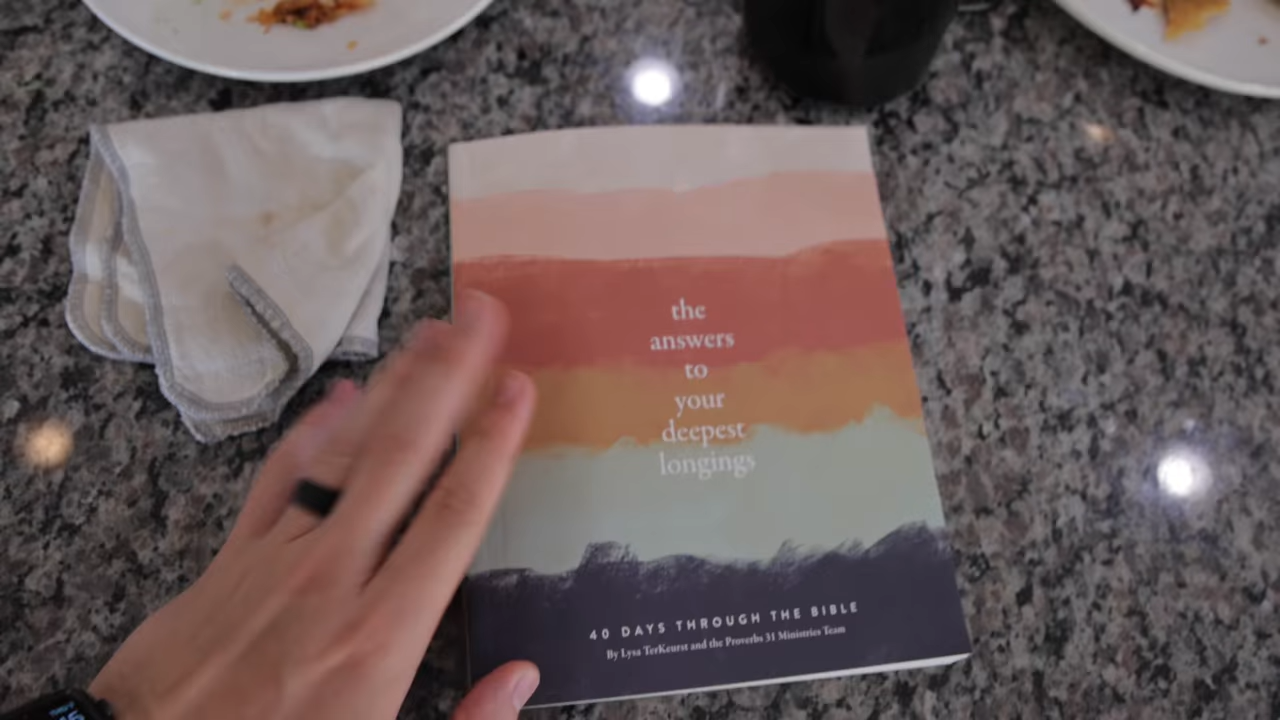 the
answers
to
your
deepest
longings
40 DAYS THROUGH THE BIBLE
By Lysa TerKeurst and the Proverbs 31 Ministries Team